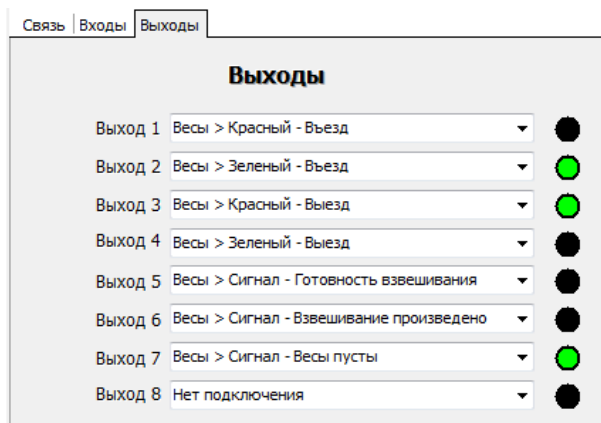 Связь Входы Выходы
Выходы
Выход 1 Весы > Красный - Въезд
Выход 2 Весы > Зеленый - Въезд
Выход 3 Весы > Красный - Выезд
Выход 4 Весы > Зеленый - Выезд
Выход 5 Весы > Сигнал - Готовность взвешивания
Выход 6 Весы > Сигнал - Взвешивание произведено
Выход 7 Весы > Сигнал - Весы пусты
Выход 8 Нет подключения